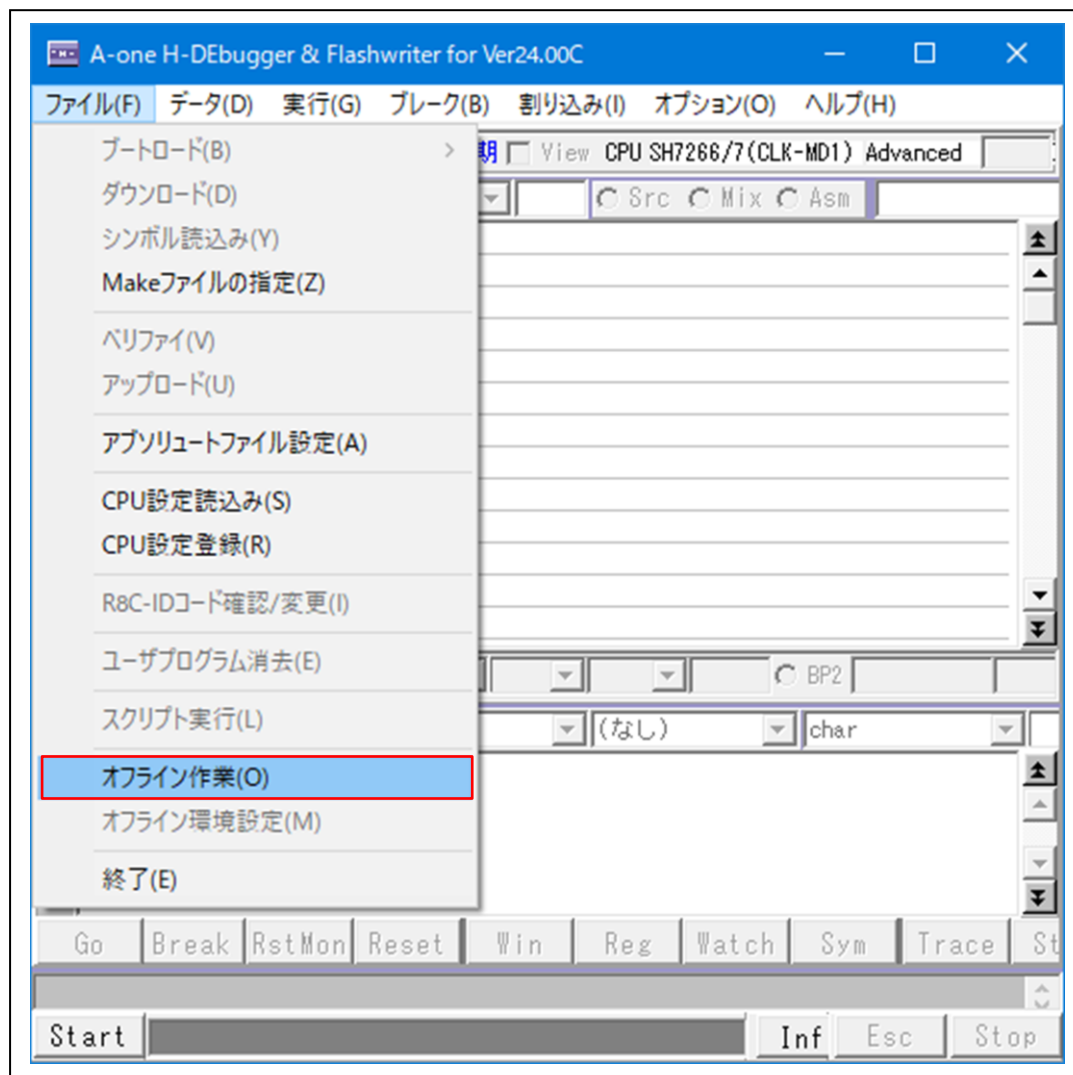 A-one H-DEbugger & Flashwriter for Ver24.00C
ファイル(F) データ(D) 実行(G) ブレーク(B) 割り込み(I) オプション(O) ヘルプ(H)
期 View CPU SH7266/7(CLK-MD1) Advanced
Src Mix Asm
ブートロード(B)
ダウンロード(D)
シンボル読込み(Y)
Makeファイルの指定(Z)
ベリファイ(V)
アップロード(U)
アブソリュートファイル設定(A)
CPU設定読込み(S)
CPU設定登録(R)
R8C-IDコード確認/変更(I)
ユーザプログラム消去(E)
スクリプト実行(L)
オフライン作業(O)
オフライン環境設定(M)
終了(E)
BP2
(なし) char
Go Break RstMon Reset Win Reg Watch Sym Trace St
Start Inf Esc Stop